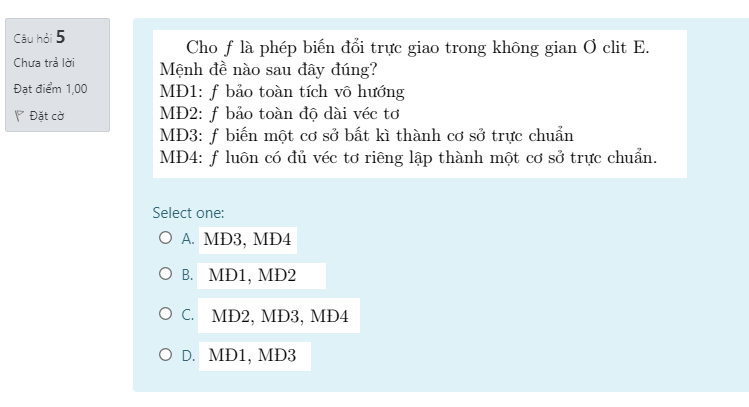 Câu hỏi 5
Chưa trả lời
Đạt điểm 1,00
Đặt cờ
Cho f là phép biến đổi trực giao trong không gian Ơ clit E.
Mệnh đề nào sau đây đúng?
MĐ1: f bảo toàn tích vô hướng
MĐ2: f bảo toàn độ dài véc tơ
MĐ3: f biến một cơ sở bất kì thành cơ sở trực chuẩn
MĐ4: f luôn có đủ véc tơ riêng lập thành một cơ sở trực chuẩn.
Select one:
A. MĐ3, MĐ4
B. MĐ1, MĐ2
C. MĐ2, MĐ3, MĐ4
D. MĐ1, MĐ3